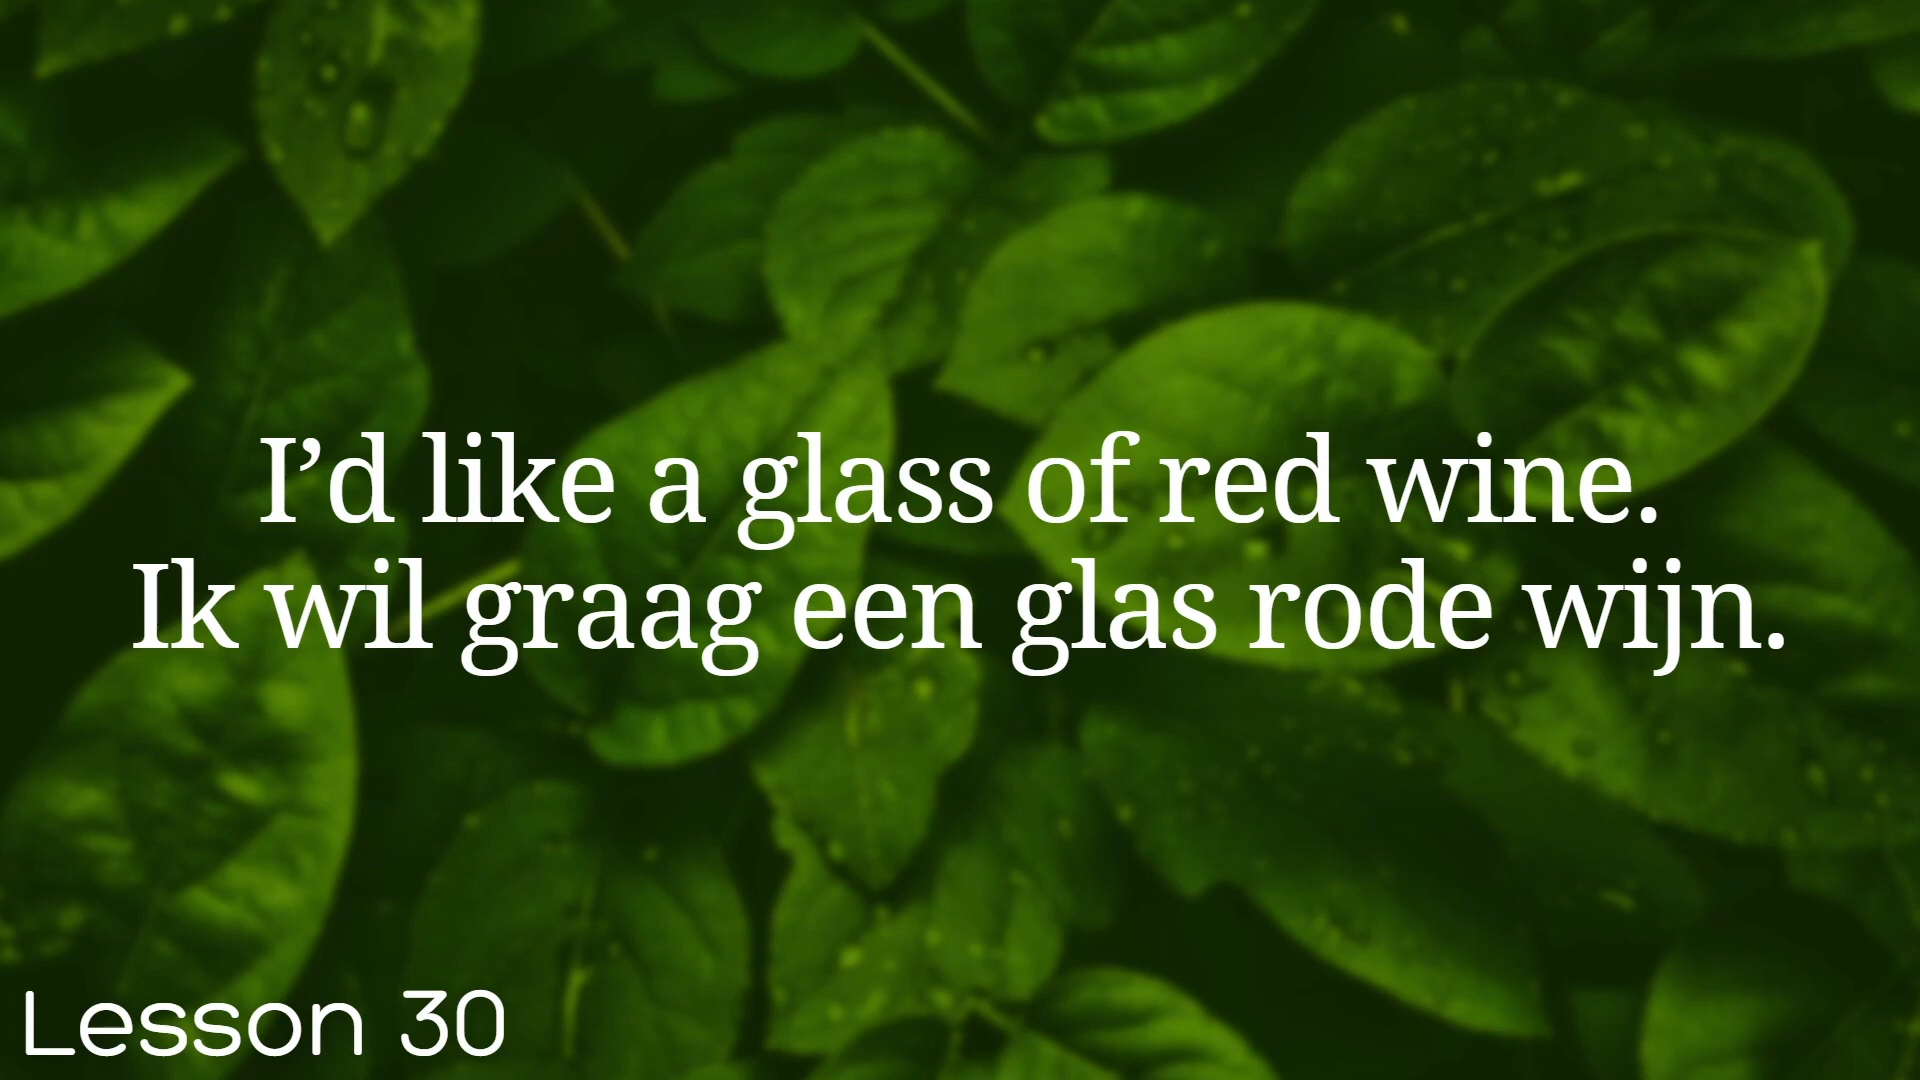 I’d like a glass of red wine.
Ik wil graag een glas rode wijn.
Lesson 30